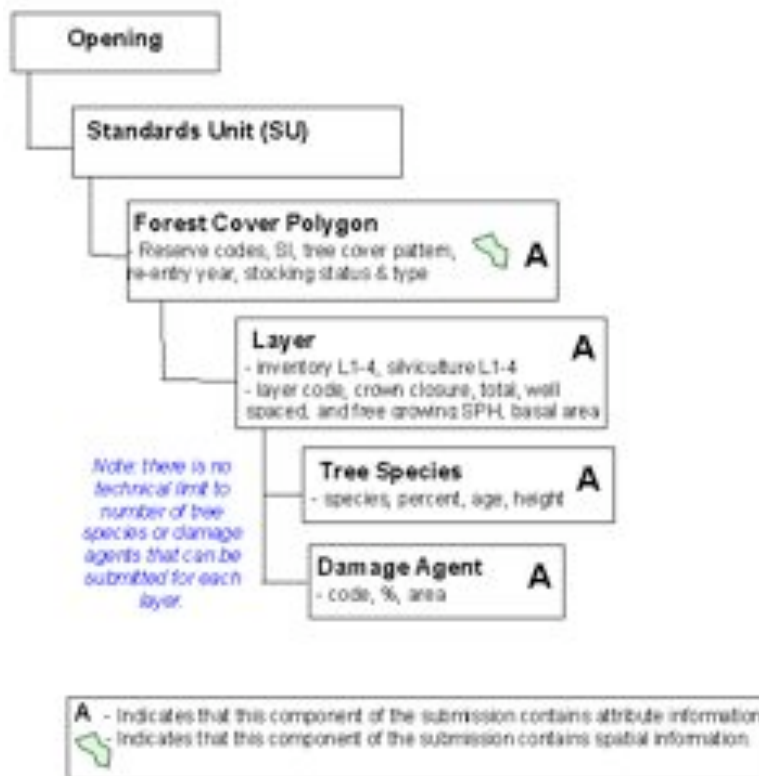 Opening
Standards Unit (SU)
Forest Cover Polygon
- Reserve codes, SI, tree cover pattern,
re-entry year, stocking status & type
A
Layer
A
- inventory L1-4, silviculture L1-4
- layer code, crown closure, total, well
spaced, and free growing SPH, basal area
Note: there is no
technical limit to
number of tree
species or damage
agents that can be
submitted for each
layer.
Tree Species
A
- species, percent, age, height
Damage Agent
A
- code, %, area
A - Indicates that this component of the submission contains attribute information
- Indicates that this component of the submission contains spatial information